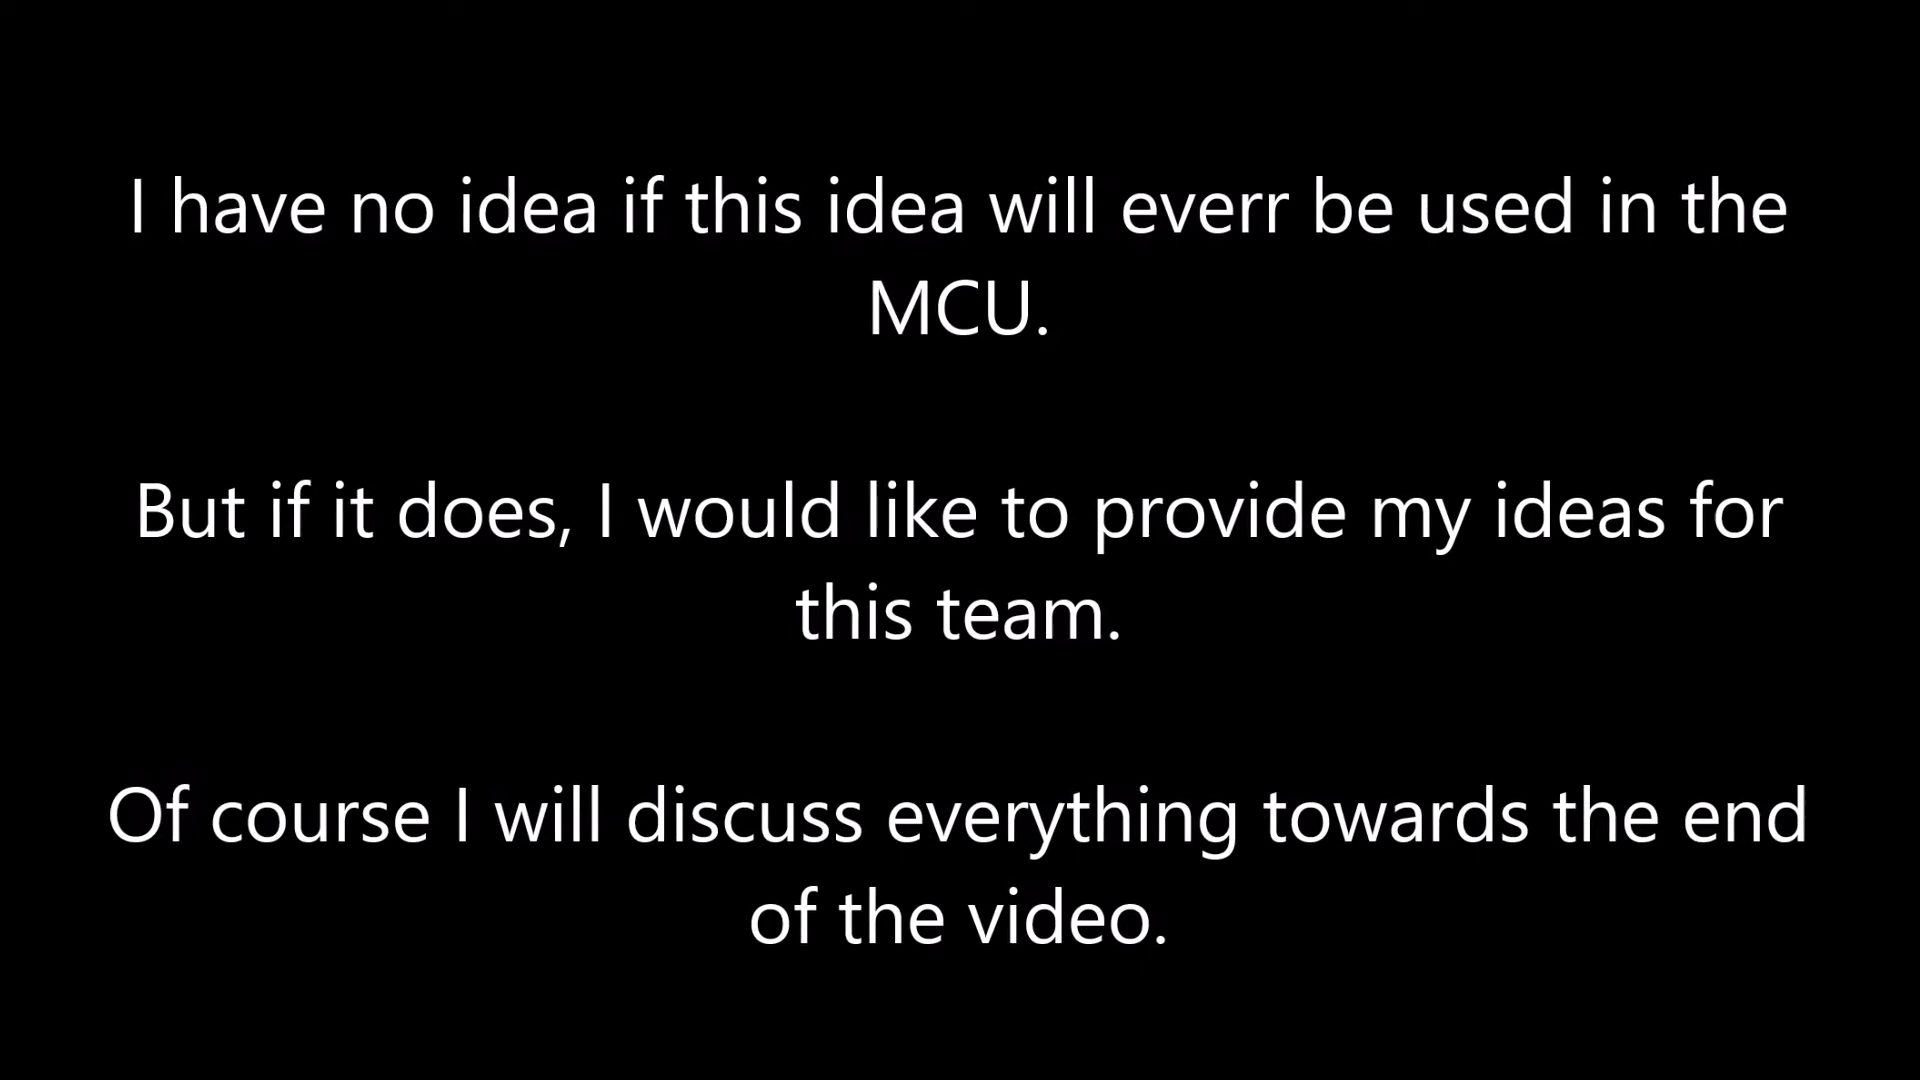 I have no idea if this idea will everr be used in the
MCU.
But if it does, I would like to provide my ideas for
this team.
Of course I will discuss everything towards the end
of the video.